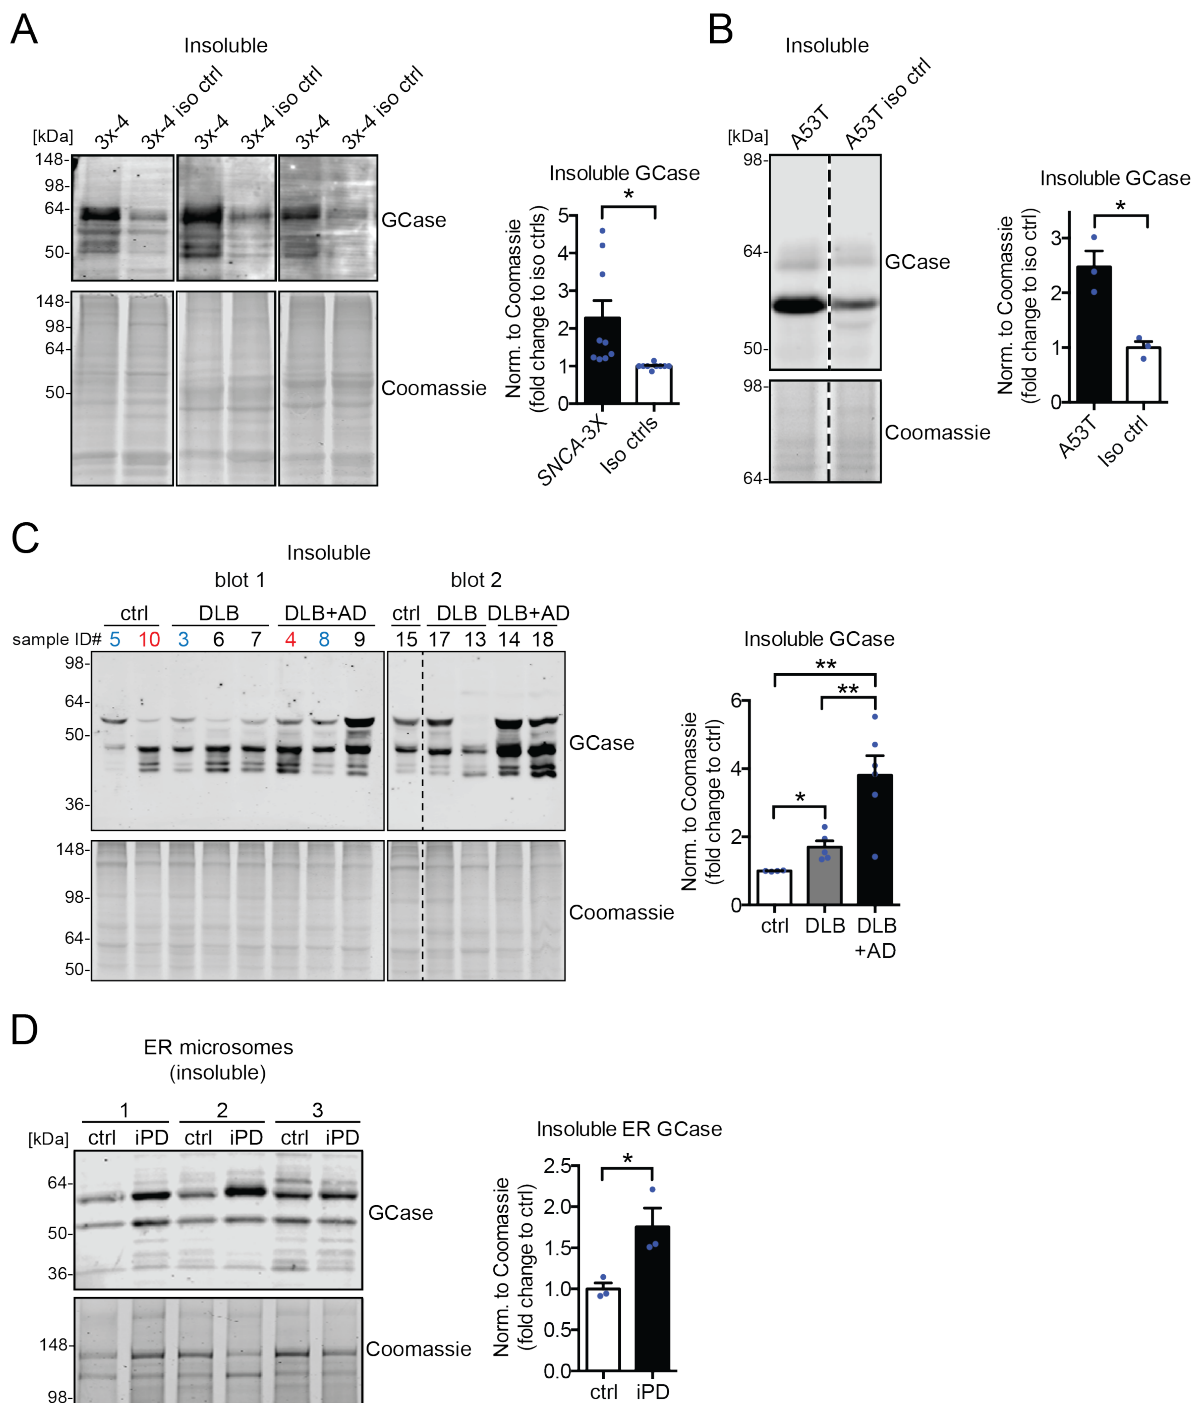 A
Insoluble
[kDa]
3x-4
3x-4 iso ctrl
3x-4
3x-4 iso ctrl
3x-4
3x-4 iso ctrl
148-
98-
64-
50-
GCase
148-
98-
64-
50-
Coomassie
Insoluble GCase
*
Norm. to Coomassie
(fold change to iso ctrls)
5
4
3
2
1
0
SNCA-3X
Iso ctrls
B
Insoluble
[kDa]
A53T
A53T iso ctrl
98-
64-
50-
GCase
98-
64-
Coomassie
Insoluble GCase
*
Norm. to Coomassie
(fold change to iso ctrl)
3
2
1
0
A53T
Iso ctrl
C
Insoluble
blot 1
blot 2
ctrl DLB DLB+AD ctrl DLB DLB+AD
sample ID# 5 10 3 6 7 4 8 9 15 17 13 14 18
98-
64-
50-
36-
GCase
148-
98-
64-
50-
Coomassie
Insoluble GCase
**
**
*
Norm. to Coomassie
(fold change to ctrl)
6
4
2
0
ctrl DLB DLB
+AD
D
ER microsomes
(insoluble)
1 2 3
[kDa] ctrl iPD ctrl iPD ctrl iPD
64-
50-
36-
GCase
148-
98-
Coomassie
Insoluble ER GCase
*
Norm. to Coomassie
(fold change to ctrl)
2.5
2.0
1.5
1.0
0.5
0.0
ctrl iPD